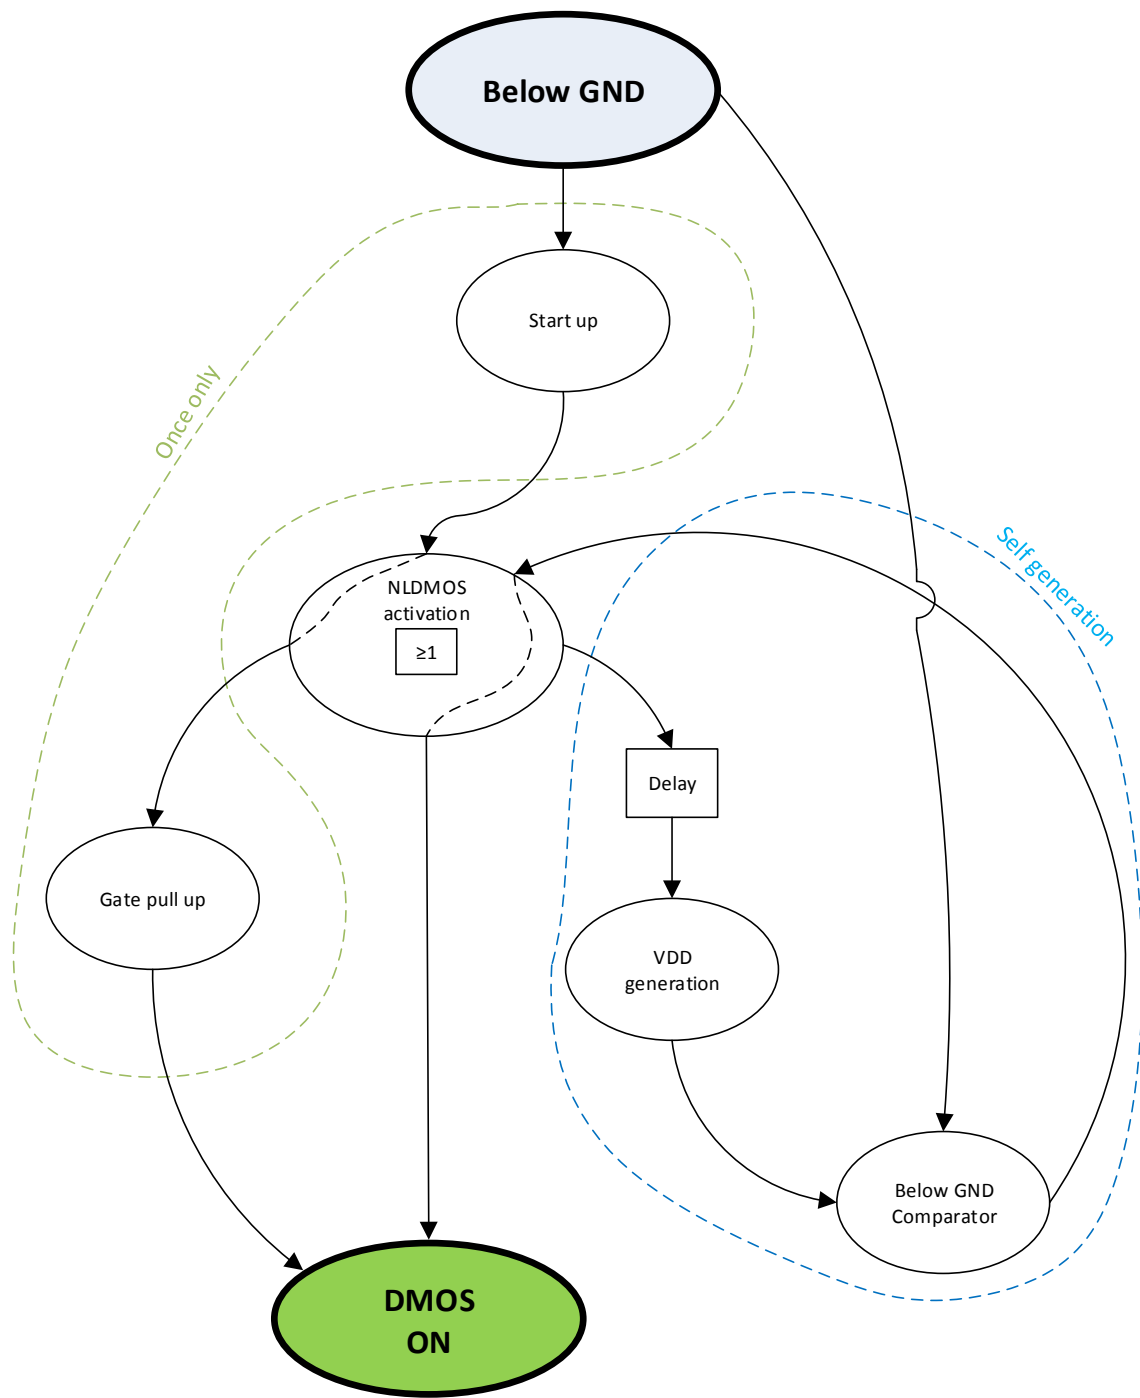 Below GND
Start up
Once only
Self generation
NLDMOS
activation
≥1
Delay
Gate pull up
VDD
generation
Below GND
Comparator
DMOS
ON